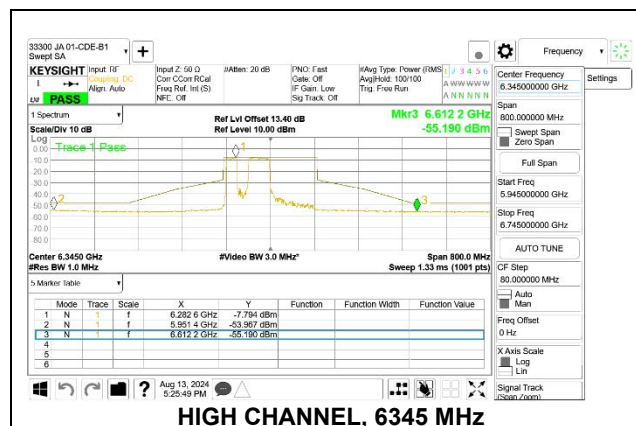 33300 JA 01-CDE-B1
Swept SA
Frequency
KEYSIGHT
Input: RF
Coupling: DC
Align: Auto
Input Z: 50 Ω
Corr CCorr RCal
Freq Ref: Int (S)
NFE: Off
#Atten: 20 dB
PNO: Fast
Gate: Off
IF Gain: Low
Sig Track: Off
#Avg Type: Power (RMS
Avg|Hold: 100/100
Trig: Free Run
1 2 3 4 5 6
A W W W W W
A N N N N N
PASS
1 Spectrum
Scale/Div 10 dB
Ref Lvl Offset 13.40 dB
Ref Level 10.00 dBm
Mkr3 6.612 2 GHz
-55.190 dBm
Log
Trace 1 Pass
0.00
-10.0
-20.0
-30.0
-40.0
-50.0
-60.0
-70.0
-80.0
1
2
3
Center 6.3450 GHz
#Res BW 1.0 MHz
#Video BW 3.0 MHz*
Span 800.0 MHz
Sweep 1.33 ms (1001 pts)
5 Marker Table
Mode Trace Scale X Y Function Function Width Function Value
1 N 1 f 6.282 6 GHz -7.794 dBm
2 N 1 f 5.951 4 GHz -53.967 dBm
3 N 1 f 6.612 2 GHz -55.190 dBm
4
5
6
Aug 13, 2024
5:25:49 PM
Center Frequency
6.345000000 GHz
Settings
Span
800.000000 MHz
Swept Span
Zero Span
Full Span
Start Freq
5.945000000 GHz
Stop Freq
6.745000000 GHz
AUTO TUNE
CF Step
80.000000 MHz
Auto
Man
Freq Offset
0 Hz
X Axis Scale
Log
Lin
Signal Track
(Span Zoom)
HIGH CHANNEL, 6345 MHz